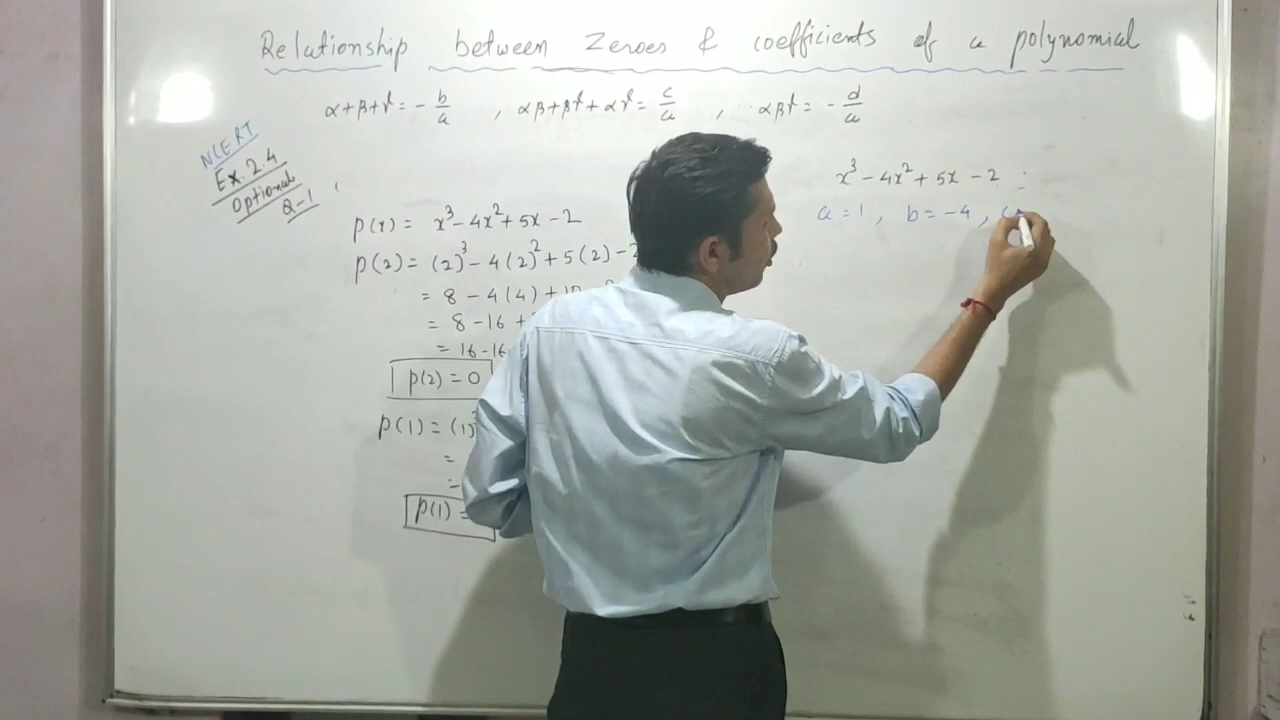 Relationship between Zeroes & coefficients of a polynomial
α+β+γ = - b/a , αβ+βγ+αγ = c/a , αβγ = - d/a
NCERT
Ex. 2.4
Optional
Q-1
p(x) = x³ - 4x² + 5x - 2
p(2) = (2)³ - 4(2)² + 5(2) - 2
= 8 - 4(4) + 10
= 8 - 16 +
= 16 - 16
p(2) = 0
p(1) = (1)
=
=
p(1) =
x³ - 4x² + 5x - 2 :
a = 1 , b = -4 , c